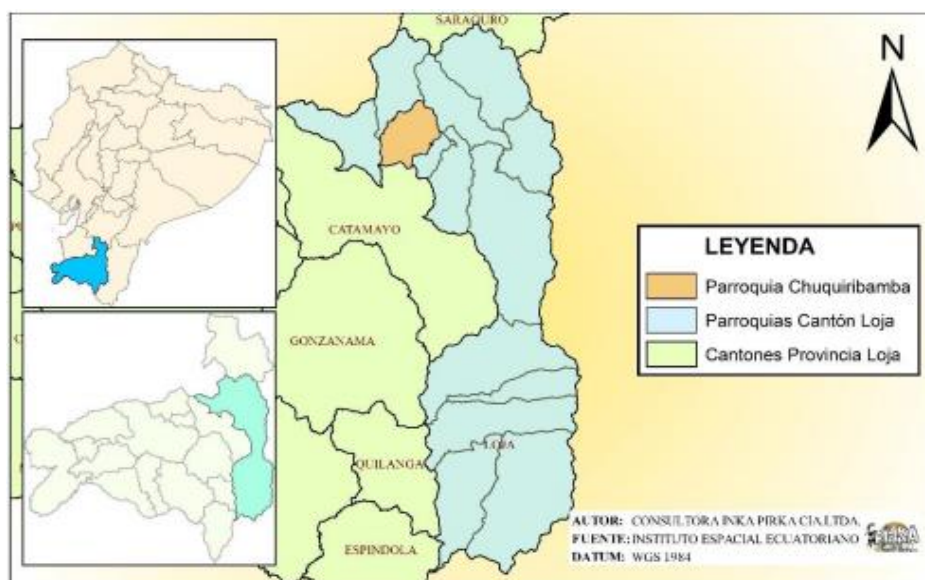 SARAGURO
N
CATAMAYO
GONZANAMA
QUILANGA
LOJA
ESPINDOLA
LEYENDA
Parroquia Chuquiribamba
Parroquias Cantón Loja
Cantones Provincia Loja
AUTOR: CONSULTORA INKA PIRKA CIA.LTDA.
FUENTE: INSTITUTO ESPACIAL ECUATORIANO
DATUM: WGS 1984
PIRKA